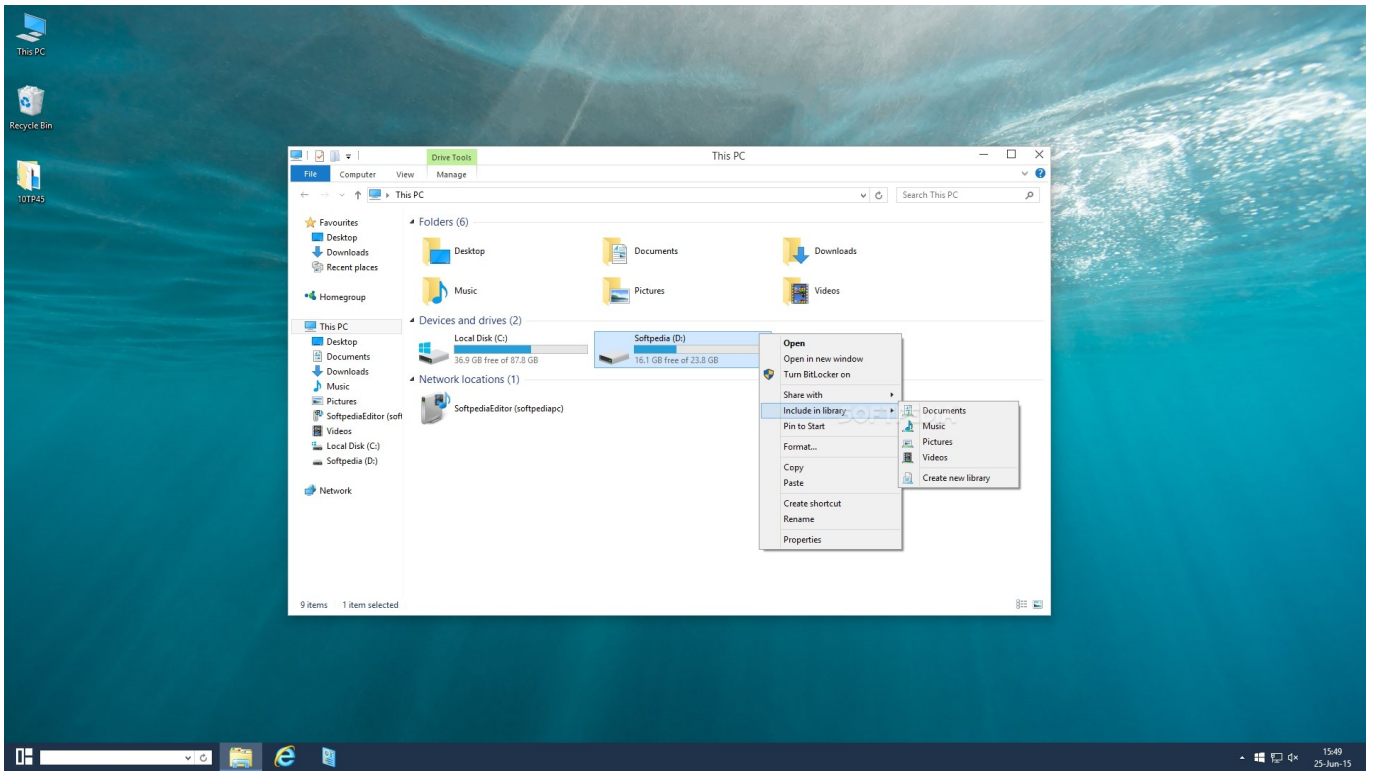 This PC
Recycle Bin
10TP45
Drive Tools
This PC
File Computer View Manage
This PC
Search This PC
Favourites
Desktop
Downloads
Recent places
Homegroup
This PC
Desktop
Documents
Downloads
Music
Pictures
SoftpediaEditor (soft
Videos
Local Disk (C:)
Softpedia (D:)
Network
Folders (6)
Desktop
Documents
Downloads
Music
Pictures
Videos
Devices and drives (2)
Local Disk (C:)
36.9 GB free of 87.8 GB
Softpedia (D:)
16.1 GB free of 23.8 GB
Network locations (1)
SoftpediaEditor (softpediapc)
Open
Open in new window
Turn BitLocker on
Share with
Include in library
Pin to Start
Format...
Copy
Paste
Create shortcut
Rename
Properties
Documents
Music
Pictures
Videos
Create new library
SOFTPEDIA
9 items 1 item selected
15:49
25-Jun-15